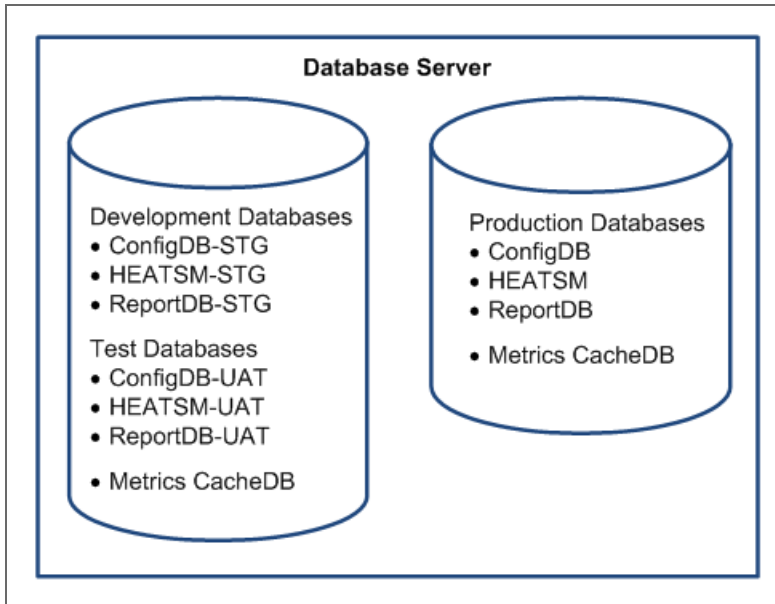 Database Server
Development Databases
• ConfigDB-STG
• HEATSM-STG
• ReportDB-STG
Test Databases
• ConfigDB-UAT
• HEATSM-UAT
• ReportDB-UAT
• Metrics CacheDB
Production Databases
• ConfigDB
• HEATSM
• ReportDB
• Metrics CacheDB